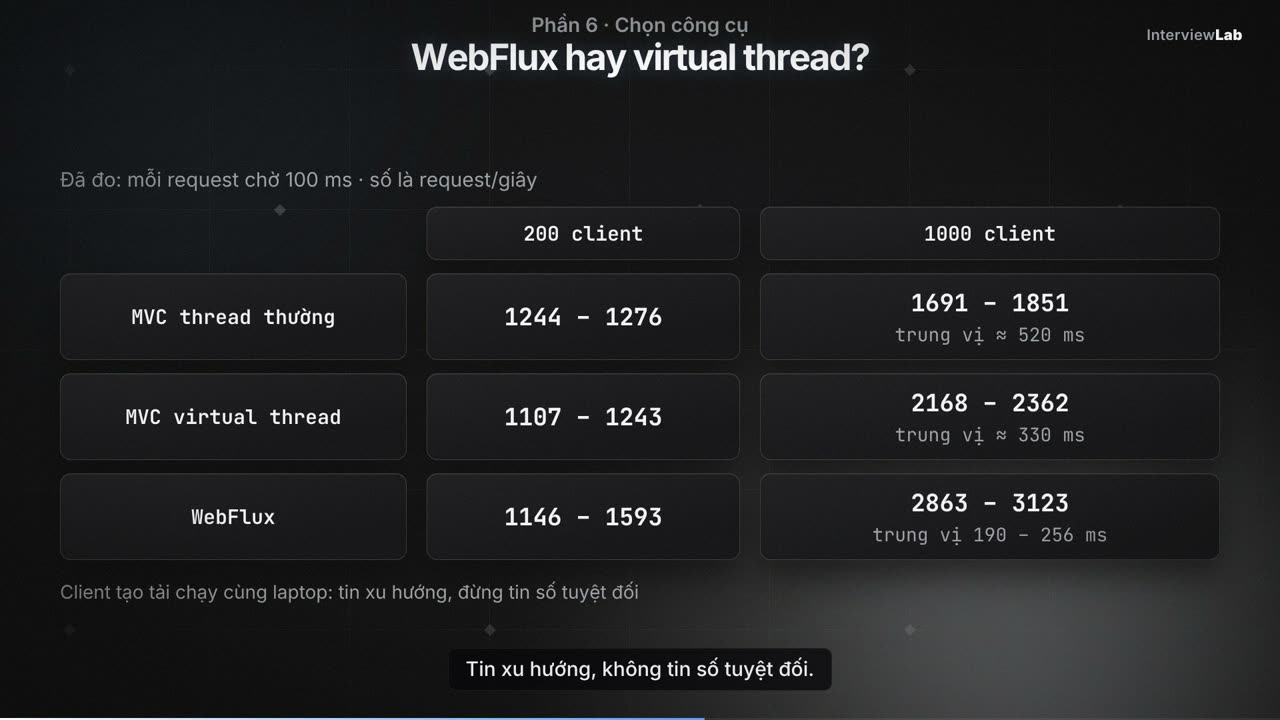 Phần 6 · Chọn công cụ
InterviewLab
WebFlux hay virtual thread?
Đã đo: mỗi request chờ 100 ms · số là request/giây
200 client
1000 client
MVC thread thường
1244 – 1276
1691 – 1851
trung vị ≈ 520 ms
MVC virtual thread
1107 – 1243
2168 – 2362
trung vị ≈ 330 ms
WebFlux
1146 – 1593
2863 – 3123
trung vị 190 – 256 ms
Client tạo tải chạy cùng laptop: tin xu hướng, đừng tin số tuyệt đối
Tin xu hướng, không tin số tuyệt đối.